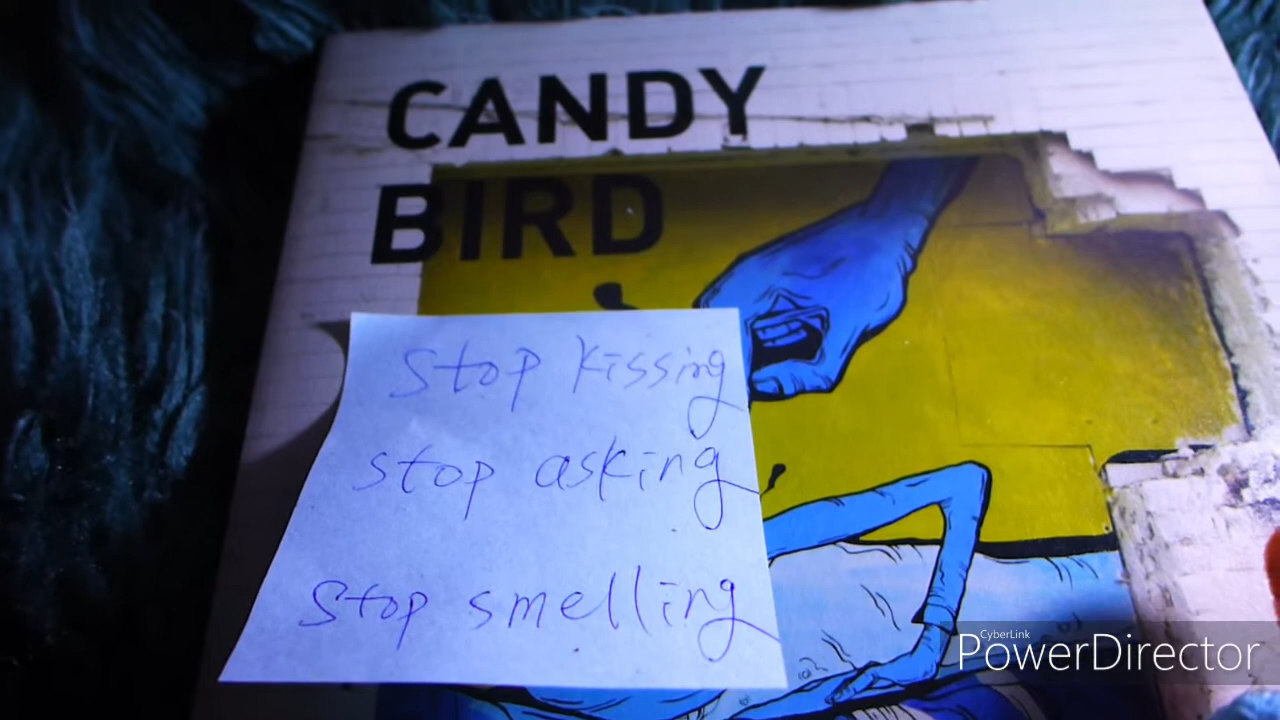 CANDY
BIRD
Stop kissing
stop asking
Stop smelling
CyberLink
PowerDirector